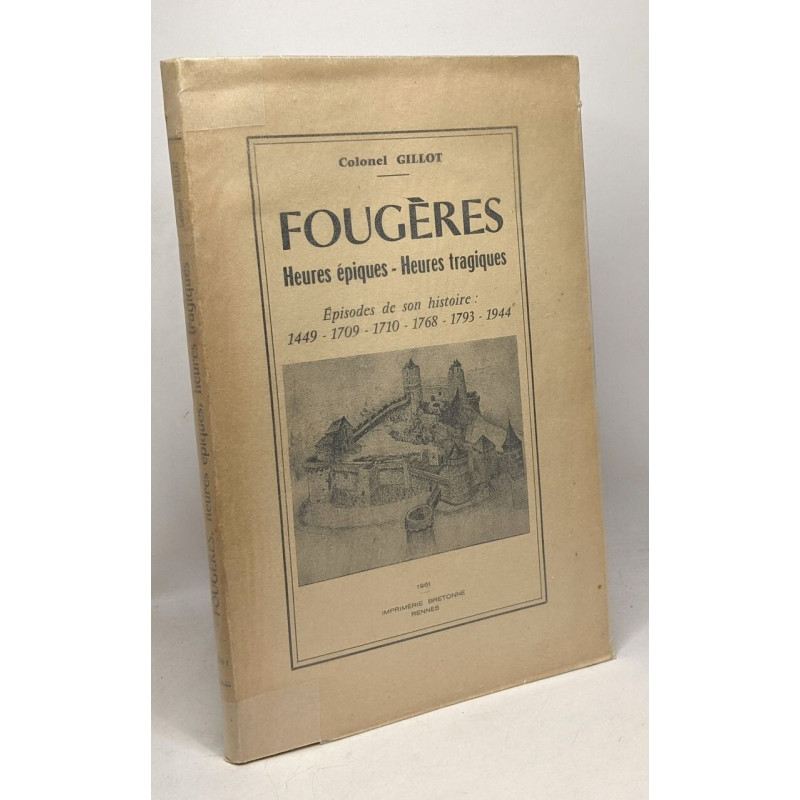 Colonel GILLOT
FOUGÈRES
Heures épiques - Heures tragiques
Épisodes de son histoire :
1449 - 1709 - 1710 - 1768 - 1793 - 1944
1961
IMPRIMERIE BRETONNE
RENNES
FOUGÈRES, heures épiques, heures tragiques